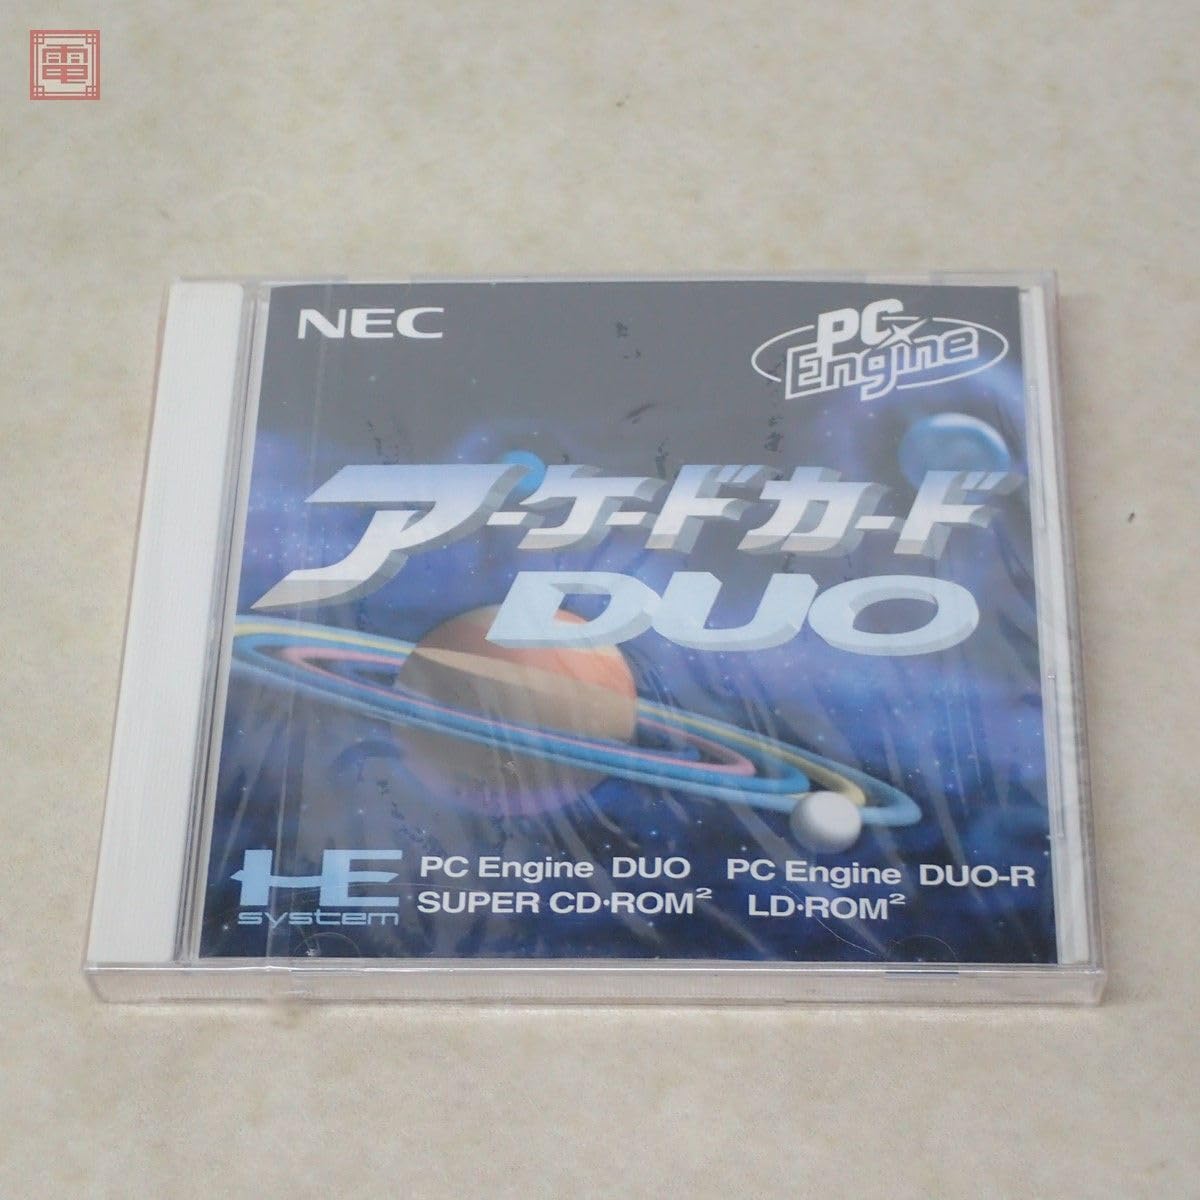 電
NEC
PC Engine
アーケードカード
DUO
HE system
PC Engine DUO PC Engine DUO-R
SUPER CD・ROM² LD・ROM²